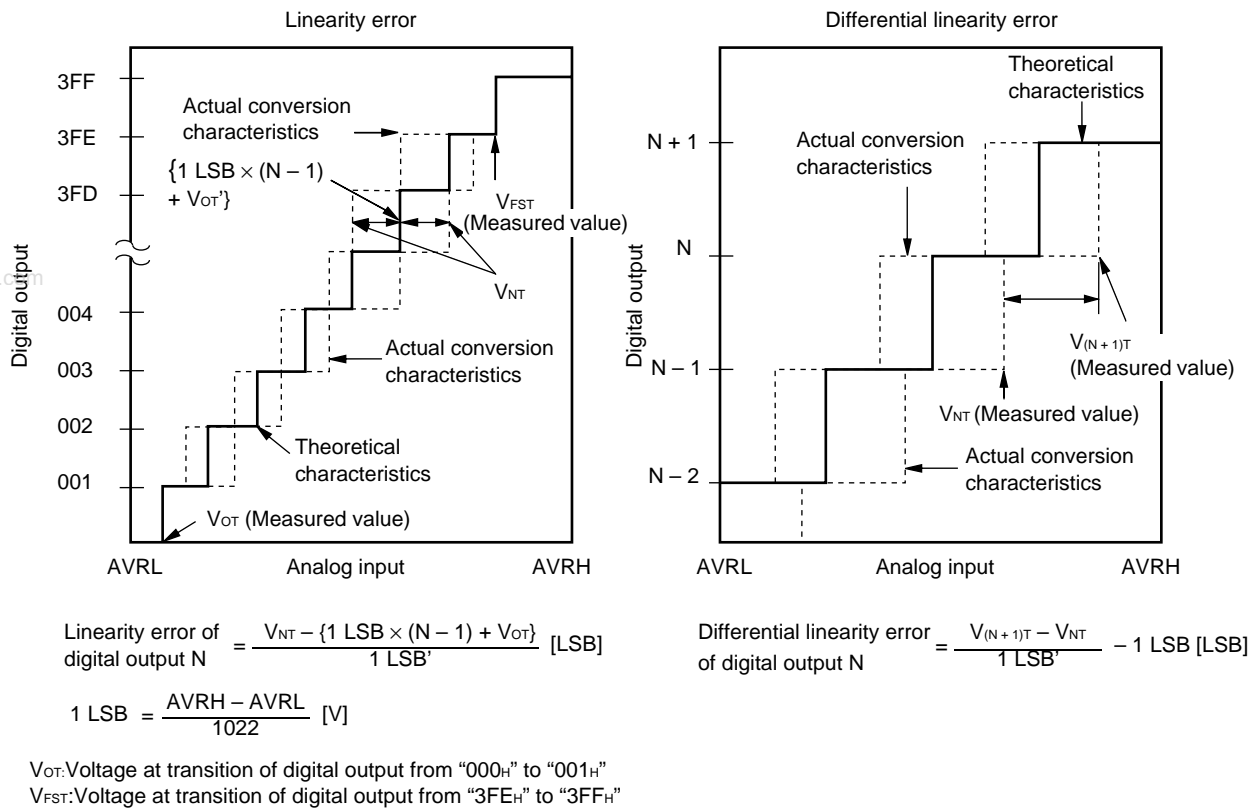 Linearity error
3FF
3FE
3FD
004
003
002
001
Digital output
Actual conversion
characteristics
{1 LSB × (N – 1)
+ VOT’}
VFST
(Measured value)
VNT
Actual conversion
characteristics
Theoretical
characteristics
VOT (Measured value)
AVRL
Analog input
AVRH
Differential linearity error
N + 1
N
N – 1
N – 2
Digital output
Theoretical
characteristics
Actual conversion
characteristics
V(N + 1)T
(Measured value)
VNT (Measured value)
Actual conversion
characteristics
AVRL
Analog input
AVRH
Linearity error of
digital output N
= VNT – {1 LSB × (N – 1) + VOT} / 1 LSB’ [LSB]
Differential linearity error
of digital output N
= V(N + 1)T – VNT / 1 LSB’ – 1 LSB [LSB]
1 LSB = AVRH – AVRL / 1022 [V]
VOT:Voltage at transition of digital output from “000H” to “001H”
VFST:Voltage at transition of digital output from “3FEH” to “3FFH”